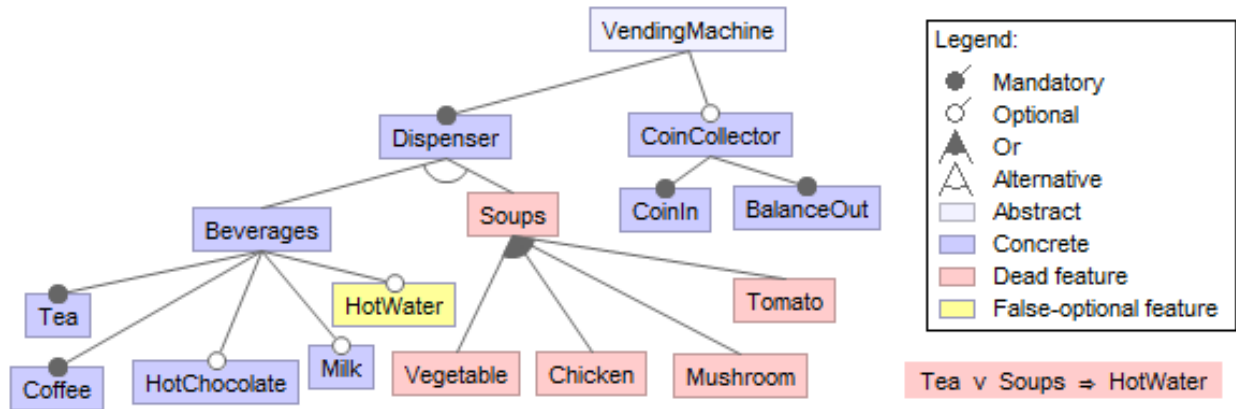 VendingMachine
Dispenser
CoinCollector
Beverages
Soups
CoinIn
BalanceOut
Tea
HotWater
Tomato
Coffee
HotChocolate
Milk
Vegetable
Chicken
Mushroom
Legend:
Mandatory
Optional
Or
Alternative
Abstract
Concrete
Dead feature
False-optional feature
Tea ∨ Soups ⇒ HotWater